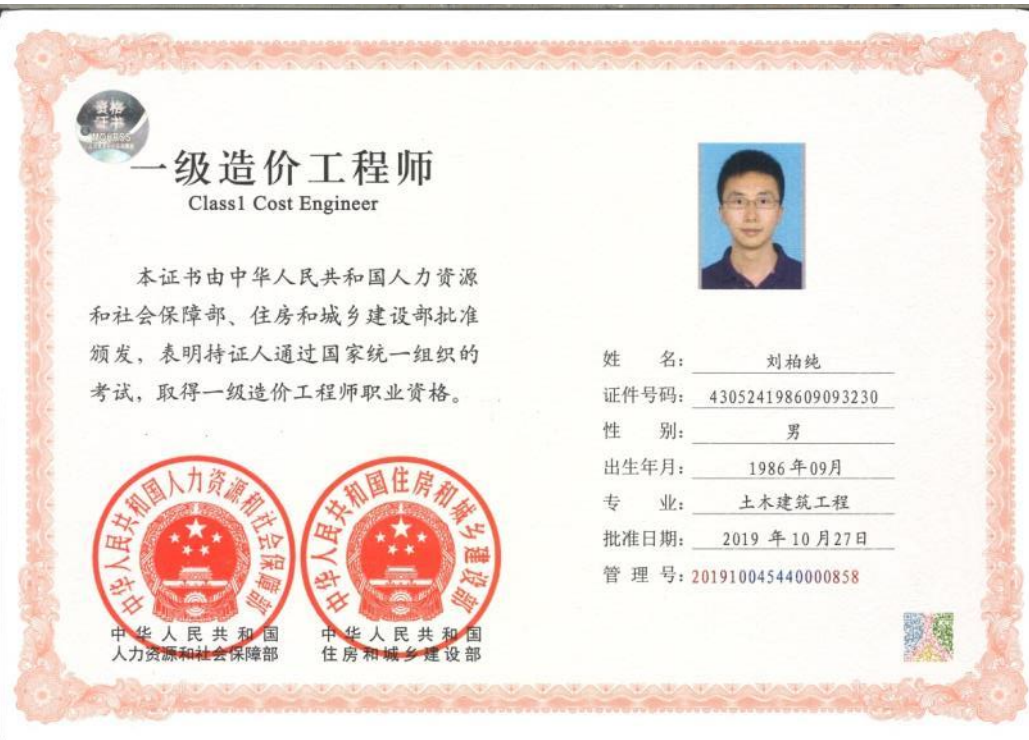 资格
证书
MOHRSS
一级造价工程师
Class1 Cost Engineer
本证书由中华人民共和国人力资源
和社会保障部、住房和城乡建设部批准
颁发，表明持证人通过国家统一组织的
考试，取得一级造价工程师职业资格。
中华人民共和国人力资源和社会保障部
中华人民共和国住房和城乡建设部
中华人民共和国
人力资源和社会保障部
中华人民共和国
住房和城乡建设部
姓 名： 刘柏纯
证件号码： 430524198609093230
性 别： 男
出生年月： 1986年09月
专 业： 土木建筑工程
批准日期： 2019 年 10 月27日
管 理 号: 201910045440000858